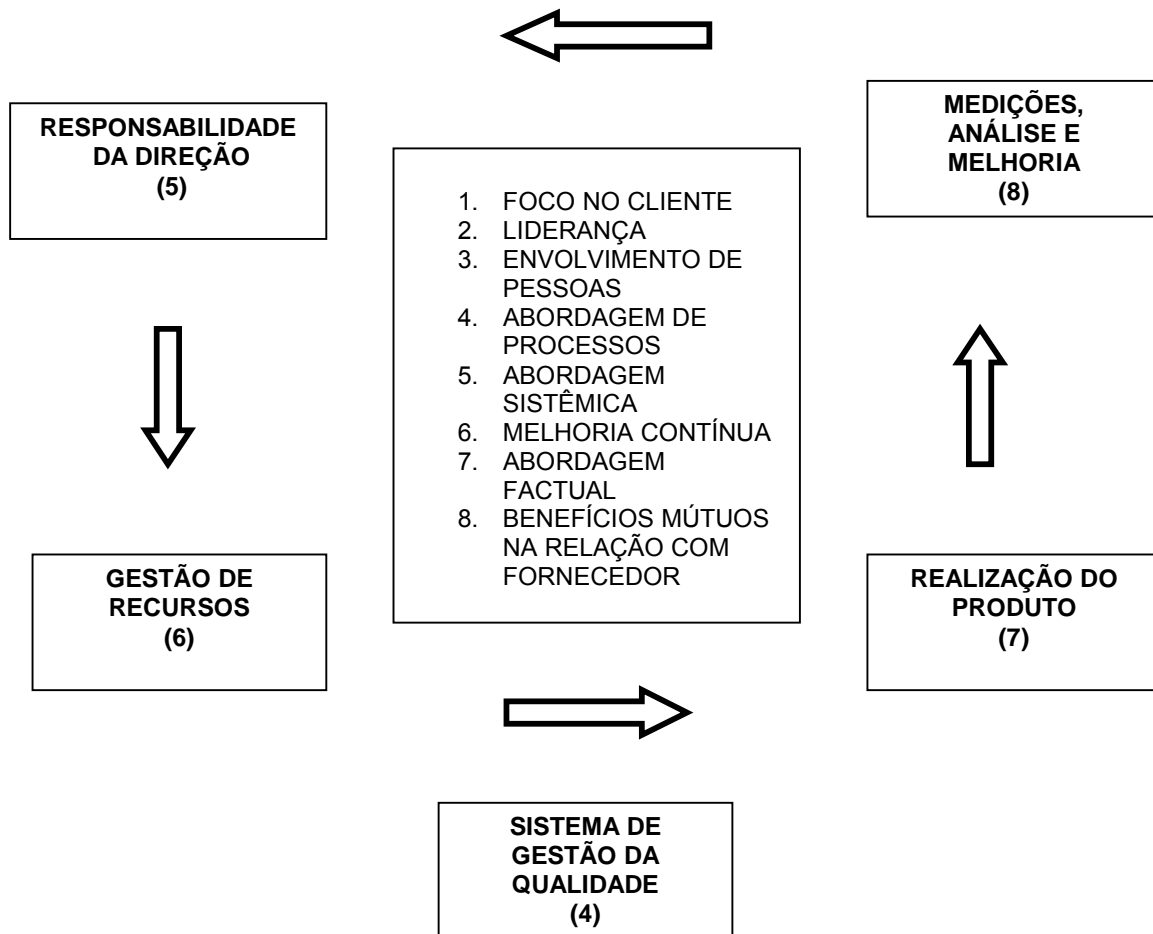 RESPONSABILIDADE
DA DIREÇÃO
(5)
MEDIÇÕES,
ANÁLISE E
MELHORIA
(8)
1. FOCO NO CLIENTE
2. LIDERANÇA
3. ENVOLVIMENTO DE
PESSOAS
4. ABORDAGEM DE
PROCESSOS
5. ABORDAGEM
SISTÊMICA
6. MELHORIA CONTÍNUA
7. ABORDAGEM
FACTUAL
8. BENEFÍCIOS MÚTUOS
NA RELAÇÃO COM
FORNECEDOR
GESTÃO DE
RECURSOS
(6)
REALIZAÇÃO DO
PRODUTO
(7)
SISTEMA DE
GESTÃO DA
QUALIDADE
(4)